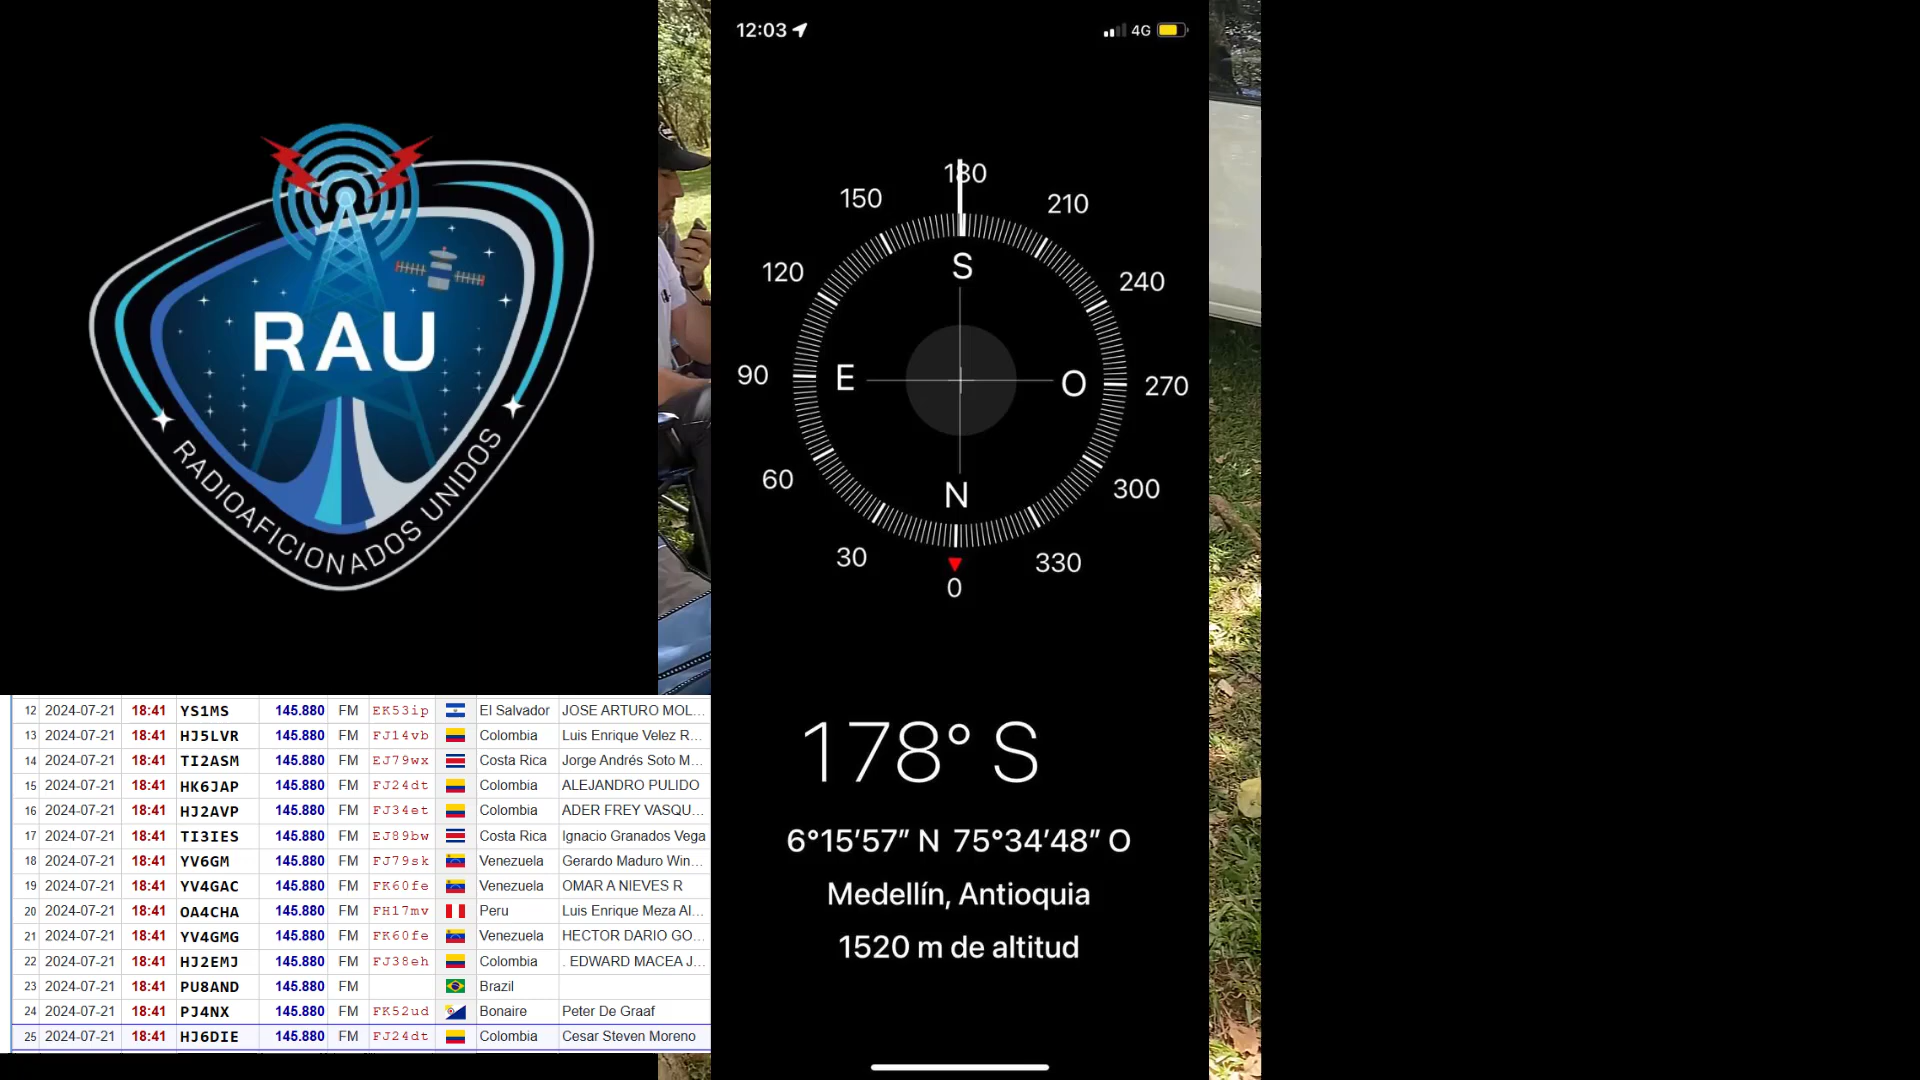 RAU
RADIOAFICIONADOS UNIDOS
12 2024-07-21 18:41 YS1MS 145.880 FM EK53ip El Salvador JOSE ARTURO MOL...
13 2024-07-21 18:41 HJ5LVR 145.880 FM FJ14vb Colombia Luis Enrique Velez R...
14 2024-07-21 18:41 TI2ASM 145.880 FM EJ79wx Costa Rica Jorge Andrés Soto M...
15 2024-07-21 18:41 HK6JAP 145.880 FM FJ24dt Colombia ALEJANDRO PULIDO
16 2024-07-21 18:41 HJ2AVP 145.880 FM FJ34et Colombia ADER FREY VASQU...
17 2024-07-21 18:41 TI3IES 145.880 FM EJ89bw Costa Rica Ignacio Granados Vega
18 2024-07-21 18:41 YV6GM 145.880 FM FJ79sk Venezuela Gerardo Maduro Win...
19 2024-07-21 18:41 YV4GAC 145.880 FM FK60fe Venezuela OMAR A NIEVES R
20 2024-07-21 18:41 OA4CHA 145.880 FM FH17mv Peru Luis Enrique Meza Al...
21 2024-07-21 18:41 YV4GMG 145.880 FM FK60fe Venezuela HECTOR DARIO GO...
22 2024-07-21 18:41 HJ2EMJ 145.880 FM FJ38eh Colombia . EDWARD MACEA J...
23 2024-07-21 18:41 PU8AND 145.880 FM Brazil
24 2024-07-21 18:41 PJ4NX 145.880 FM FK52ud Bonaire Peter De Graaf
25 2024-07-21 18:41 HJ6DIE 145.880 FM FJ24dt Colombia Cesar Steven Moreno
12:03 4G
180
150 210
120 S 240
90 E O 270
60 N 300
30 330
0
178° S
6°15′57″ N 75°34′48″ O
Medellín, Antioquia
1520 m de altitud